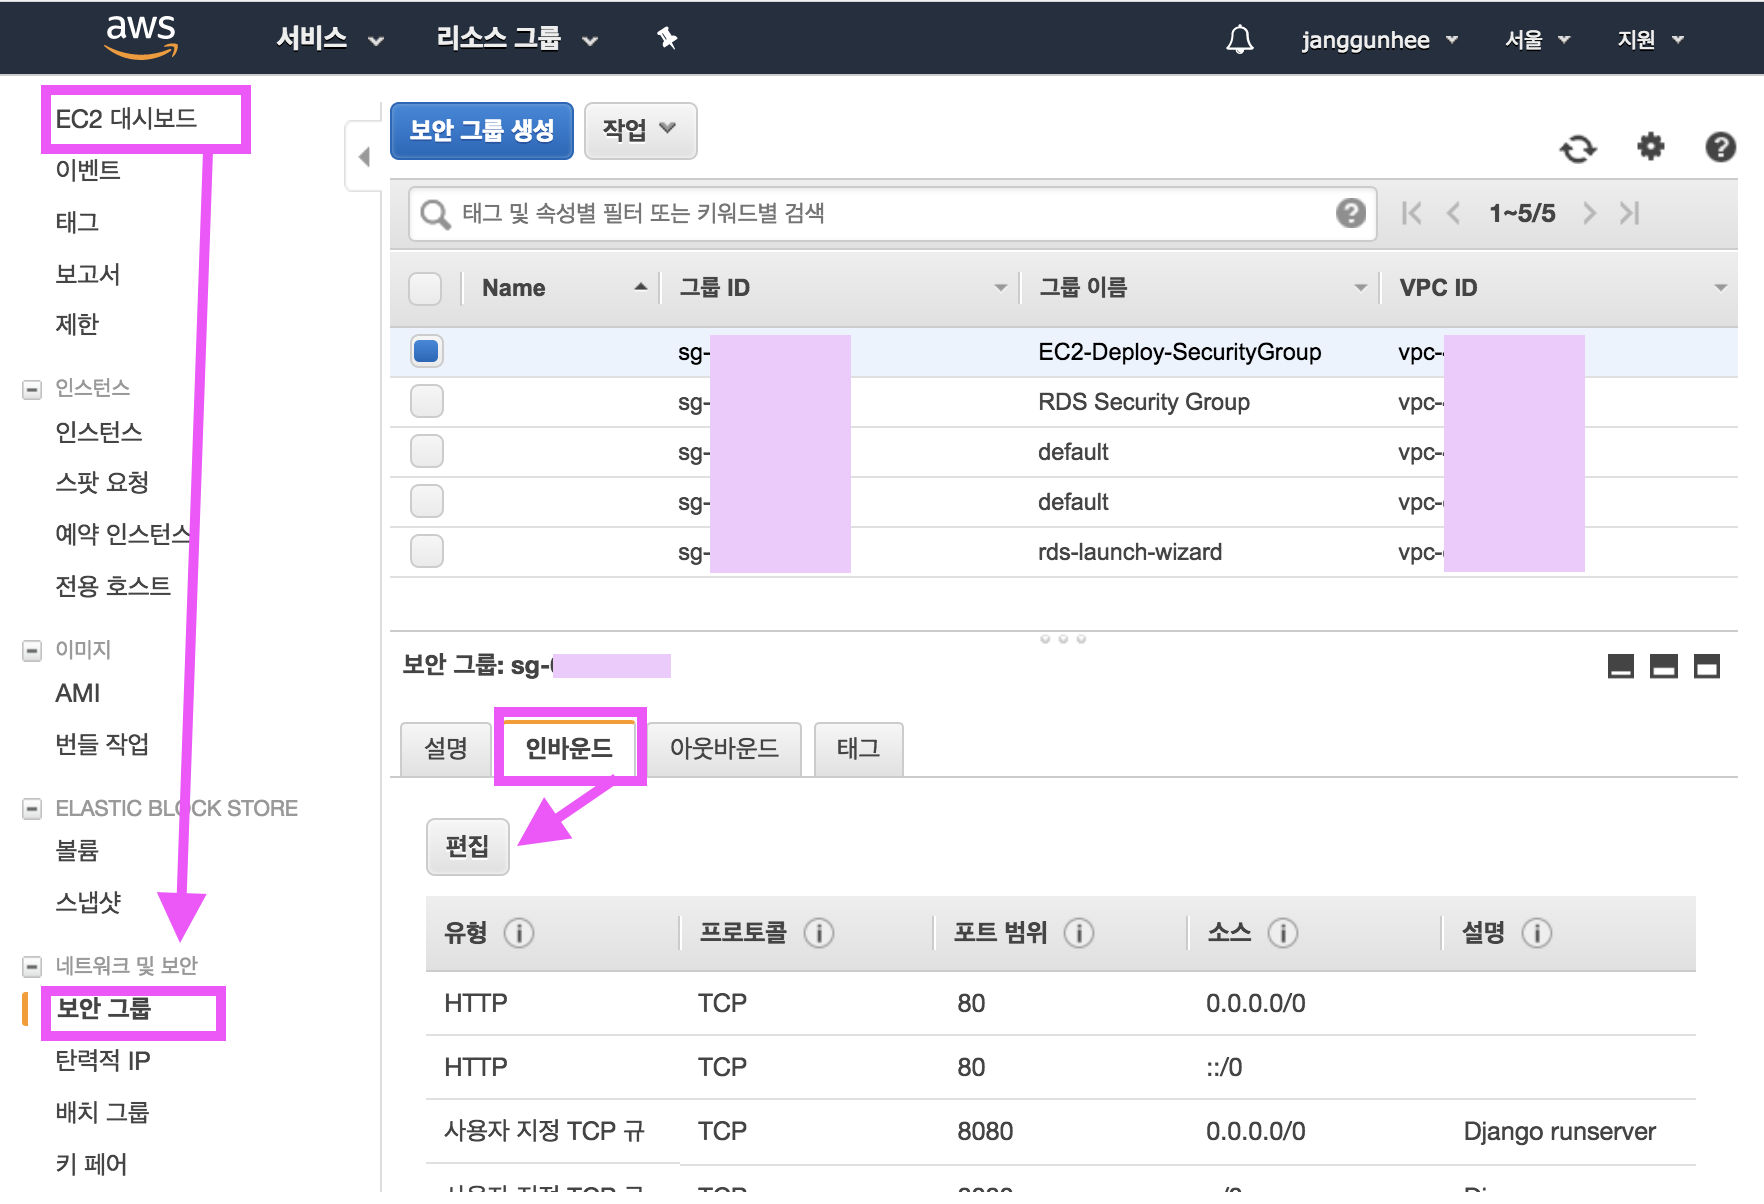 aws 서비스 리소스 그룹 janggunhee 서울 지원
EC2 대시보드
이벤트
태그
보고서
제한
인스턴스
인스턴스
스팟 요청
예약 인스턴스
전용 호스트
이미지
AMI
번들 작업
ELASTIC BLOCK STORE
볼륨
스냅샷
네트워크 및 보안
보안 그룹
탄력적 IP
배치 그룹
키 페어
보안 그룹 생성 작업
태그 및 속성별 필터 또는 키워드별 검색 1~5/5
Name 그룹 ID 그룹 이름 VPC ID
sg- EC2-Deploy-SecurityGroup vpc-
sg- RDS Security Group vpc-
sg- default vpc-
sg- default vpc-
sg- rds-launch-wizard vpc-
보안 그룹: sg-
설명 인바운드 아웃바운드 태그
편집
유형 프로토콜 포트 범위 소스 설명
HTTP TCP 80 0.0.0.0/0
HTTP TCP 80 ::/0
사용자 지정 TCP 규 TCP 8080 0.0.0.0/0 Django runserver